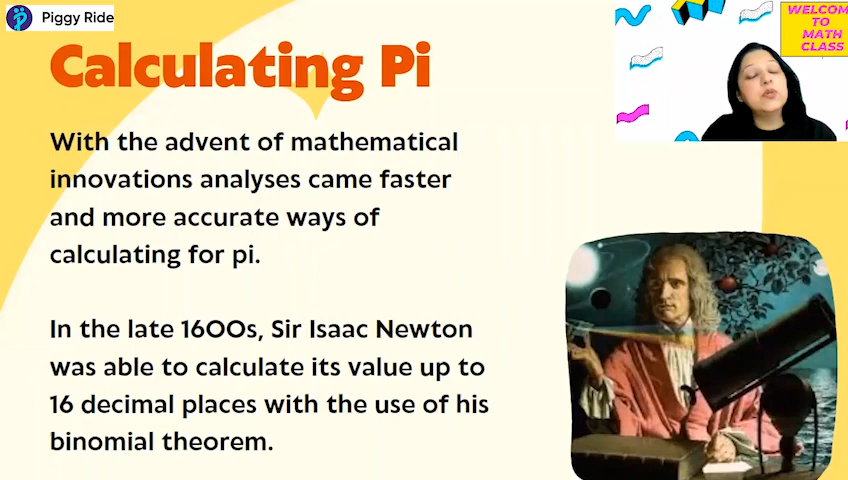 Piggy Ride
Calculating Pi
With the advent of mathematical
innovations analyses came faster
and more accurate ways of
calculating for pi.
In the late 1600s, Sir Isaac Newton
was able to calculate its value up to
16 decimal places with the use of his
binomial theorem.
WELCOM
TO
MATH
CLASS